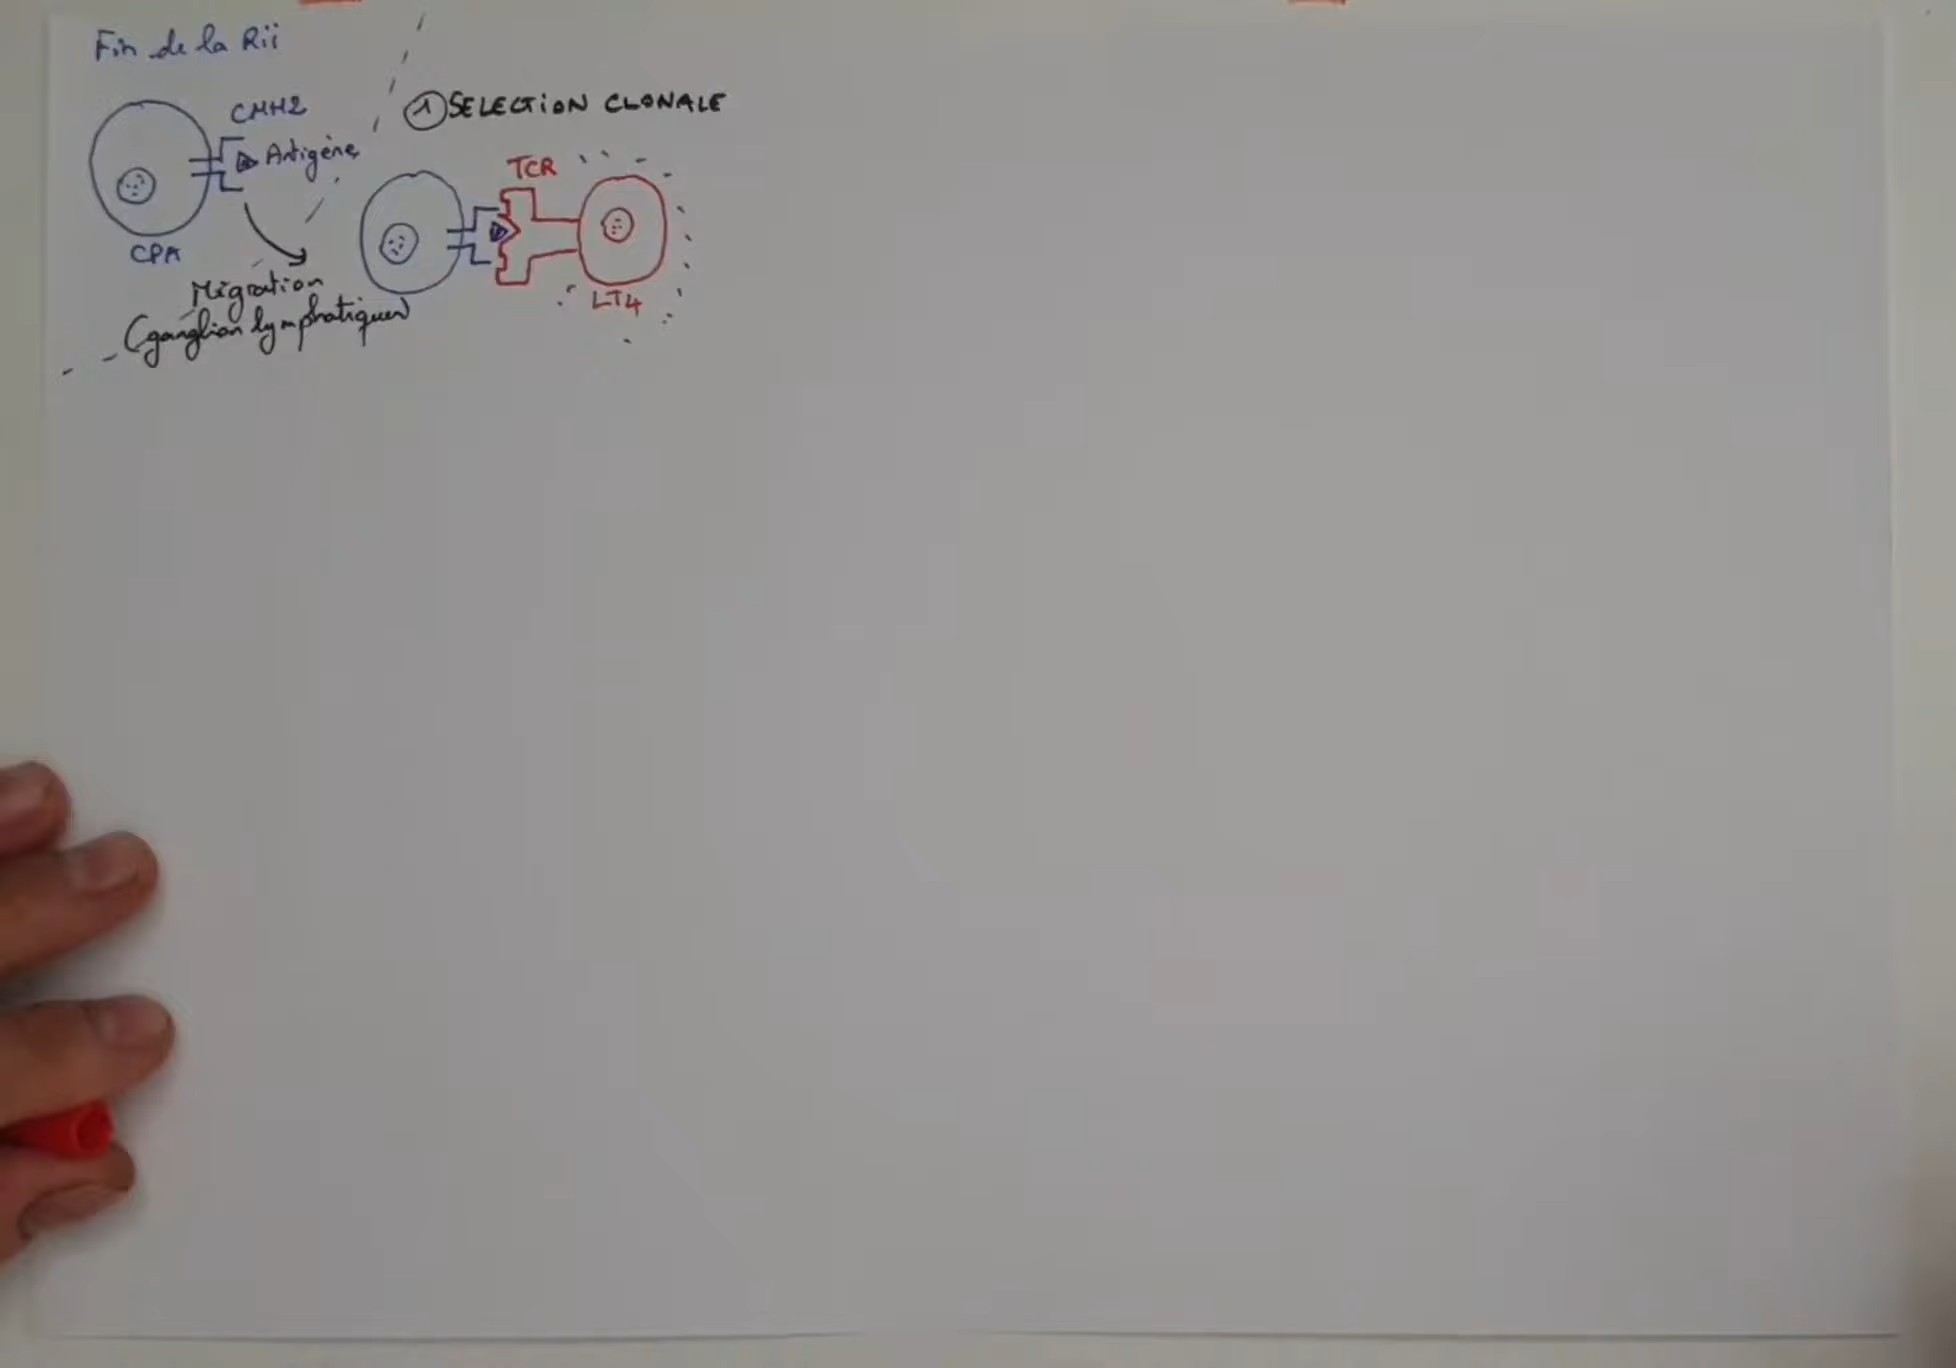 Fin de la Rii
CMH2
Antigène
CPA
Migration
(ganglion lymphatique)
① SELECTION CLONALE
TCR
LT4